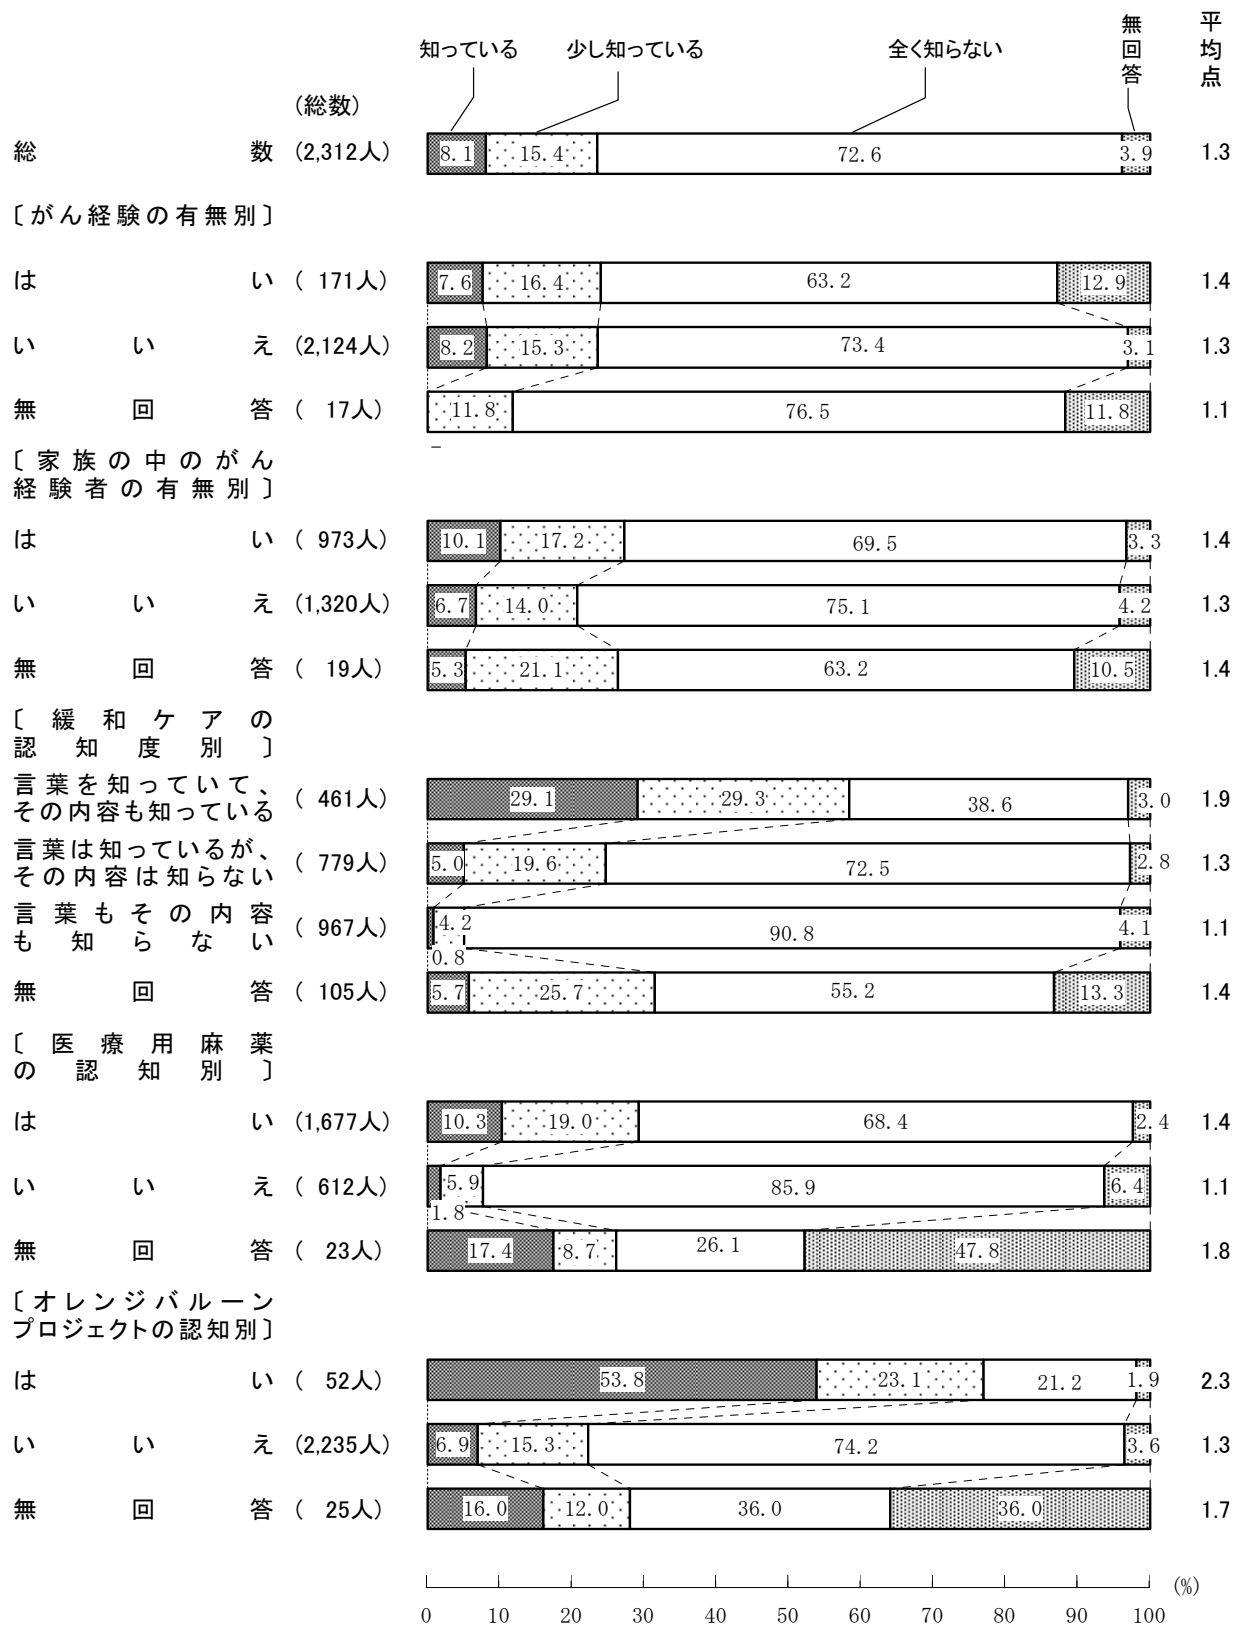 知っている 少し知っている 全く知らない 無回答 平均点
(総数)
総数 (2,312人) 8.1 15.4 72.6 3.9 1.3
〔がん経験の有無別〕
はい ( 171人) 7.6 16.4 63.2 12.9 1.4
いいえ (2,124人) 8.2 15.3 73.4 3.1 1.3
無回答 ( 17人) 11.8 76.5 11.8 1.1
－
〔家族の中のがん
経験者の有無別〕
はい ( 973人) 10.1 17.2 69.5 3.3 1.4
いいえ (1,320人) 6.7 14.0 75.1 4.2 1.3
無回答 ( 19人) 5.3 21.1 63.2 10.5 1.4
〔緩和ケアの
認知度別〕
言葉を知っていて、
その内容も知っている ( 461人) 29.1 29.3 38.6 3.0 1.9
言葉は知っているが、
その内容は知らない ( 779人) 5.0 19.6 72.5 2.8 1.3
言葉もその内容
も知らない ( 967人) 4.2 90.8 4.1 1.1
0.8
無回答 ( 105人) 5.7 25.7 55.2 13.3 1.4
〔医療用麻薬
の認知別〕
はい (1,677人) 10.3 19.0 68.4 2.4 1.4
いいえ ( 612人) 5.9 85.9 6.4 1.1
1.8
無回答 ( 23人) 17.4 8.7 26.1 47.8 1.8
〔オレンジバルーン
プロジェクトの認知別〕
はい ( 52人) 53.8 23.1 21.2 1.9 2.3
いいえ (2,235人) 6.9 15.3 74.2 3.6 1.3
無回答 ( 25人) 16.0 12.0 36.0 36.0 1.7
(%)
0 10 20 30 40 50 60 70 80 90 100